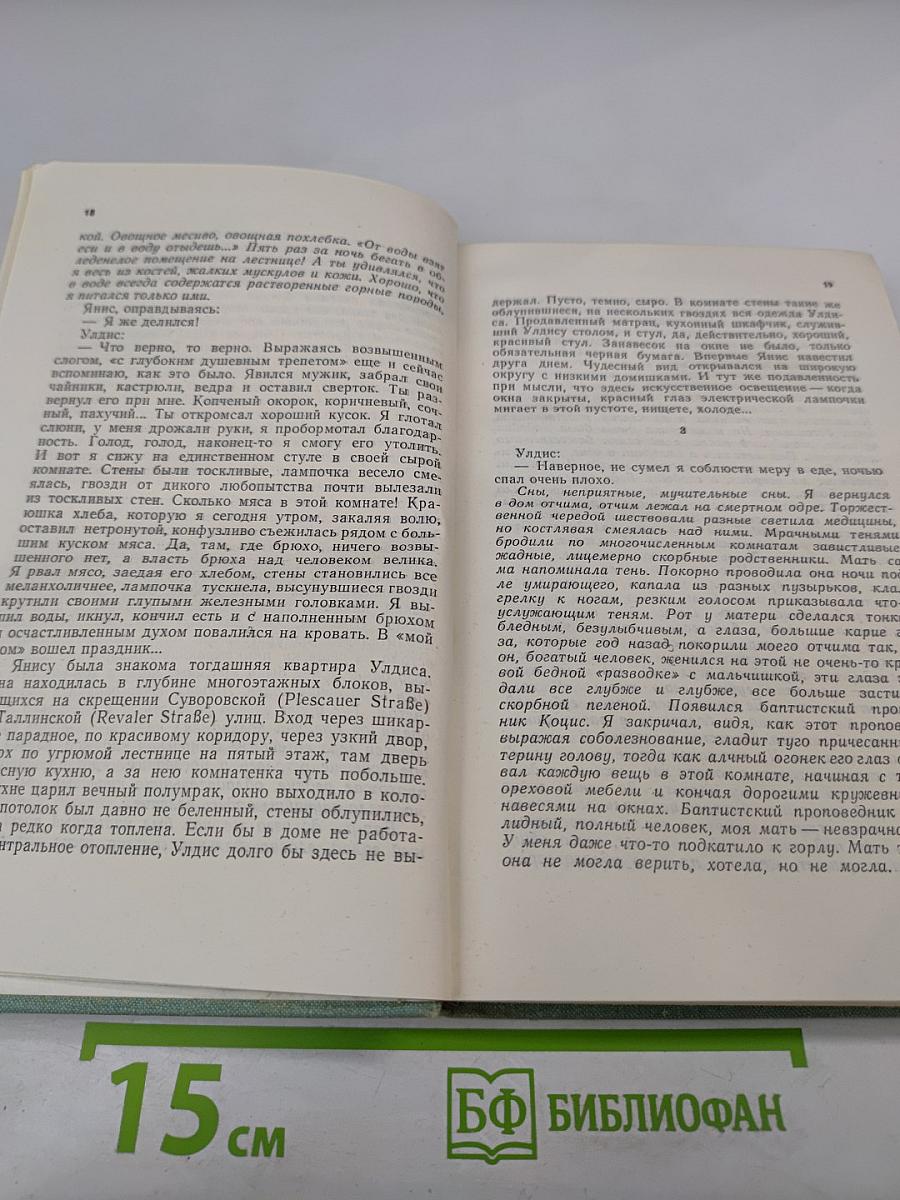 18
кой. Овощное месиво, овощная похлебка. «От воды взят
еси и в воду отыдешь...» Пять раз за ночь бегать в об-
леденелое помещение на лестнице! А ты удивлялся, что
я весь из костей, жалких мускулов и кожи. Хорошо, что
в воде всегда содержатся растворенные горные породы,
я питался только ими.
Янис, оправдываясь:
— Я же делился!
Улдис:
— Что верно, то верно. Выражаясь возвышенным
слогом, «с глубоким душевным трепетом» еще и сейчас
вспоминаю, как это было. Явился мужик, забрал свои
чайники, кастрюли, ведра и оставил сверток. Ты раз-
вернул его при мне. Копченый окорок, коричневый, соч-
ный, пахучий... Ты откромсал хороший кусок. Я глотал
слюни, у меня дрожали руки, я пробормотал благодар-
ность. Голод, голод, наконец-то я смогу его утолить.
И вот я сижу на единственном стуле в своей сырой
комнате. Стены были тоскливые, лампочка весело сме-
ялась, гвозди от дикого любопытства почти вылезали
из тоскливых стен. Сколько мяса в этой комнате! Кра-
юшка хлеба, которую я сегодня утром, закаляя волю,
оставил нетронутой, конфузливо съежилась рядом с боль-
шим куском мяса. Да, там, где брюхо, ничего возвы-
шенного нет, а власть брюха над человеком велика.
Я рвал мясо, заедая его хлебом, стены становились все
меланхоличнее, лампочка тускнела, высунувшиеся гвозди
крутили своими глупыми железными головками. Я вы-
пил воды, икнул, кончил есть и с наполненным брюхом
и осчастливленным духом повалился на кровать. В «мой
ом» вошел праздник...
Янису была знакома тогдашняя квартира Улдиса.
на находилась в глубине многоэтажных блоков, вы-
щихся на скрещении Суворовской (Plescauer Straße)
Таллинской (Revaler Straße) улиц. Вход через шикар-
е парадное, по красивому коридору, через узкий двор,
рх по угрюмой лестнице на пятый этаж, там дверь
сную кухню, а за нею комнатенка чуть побольше.
хне царил вечный полумрак, окно выходило в коло-
потолок был давно не беленный, стены облупились,
а редко когда топлена. Если бы в доме не работа-
нтральное отопление, Улдис долго бы здесь не вы-
19
держал. Пусто, темно, сыро. В комнате стены такие же
облупившиеся, на нескольких гвоздях вся одежда Улди-
са. Продавленный матрац, кухонный шкафчик, служив-
ший Улдису столом, и стул, да, действительно, хороший,
красивый стул. Занавесок на окне не было, только
обязательная черная бумага. Впервые Янис навестил
друга днем. Чудесный вид открывался на широкую
округу с низкими домишками. И тут же подавленность
при мысли, что здесь искусственное освещение — когда
окна закрыты, красный глаз электрической лампочки
мигает в этой пустоте, нищете, холоде...
3
Улдис:
— Наверное, не сумел я соблюсти меру в еде, ночью
спал очень плохо.
Сны, неприятные, мучительные сны. Я вернулся
в дом отчима, отчим лежал на смертном одре. Торжест-
венной чередой шествовали разные светила медицины,
но костлявая смеялась над ними. Мрачными тенями
бродили по многочисленным комнатам завистливые
жадные, лицемерно скорбные родственники. Мать са
ма напоминала тень. Покорно проводила она ночи под
ле умирающего, капала из разных пузырьков, кла
грелку к ногам, резким голосом приказывала что-
услужающим теням. Рот у матери сделался тонк
бледным, безулыбчивым, а глаза, большие карие г
за, которые год назад покорили моего отчима так,
он, богатый человек, женился на этой не очень-то кр
вой бедной «разводке» с мальчишкой, эти глаза
дали все глубже и глубже, все больше засти
скорбной пеленой. Появился баптистский про
ник Коцис. Я закричал, видя, как этот пропов
выражая соболезнование, гладит туго причесанн
терину голову, тогда как алчный огонек его глаз о
вал каждую вещь в этой комнате, начиная с т
ореховой мебели и кончая дорогими кружевн
навесями на окнах. Баптистский проповедник
лидный, полный человек, моя мать — невзрачн
У меня даже что-то подкатило к горлу. Мать т
она не могла верить, хотела, но не могла.
15 см
БФ БИБЛИОФАН